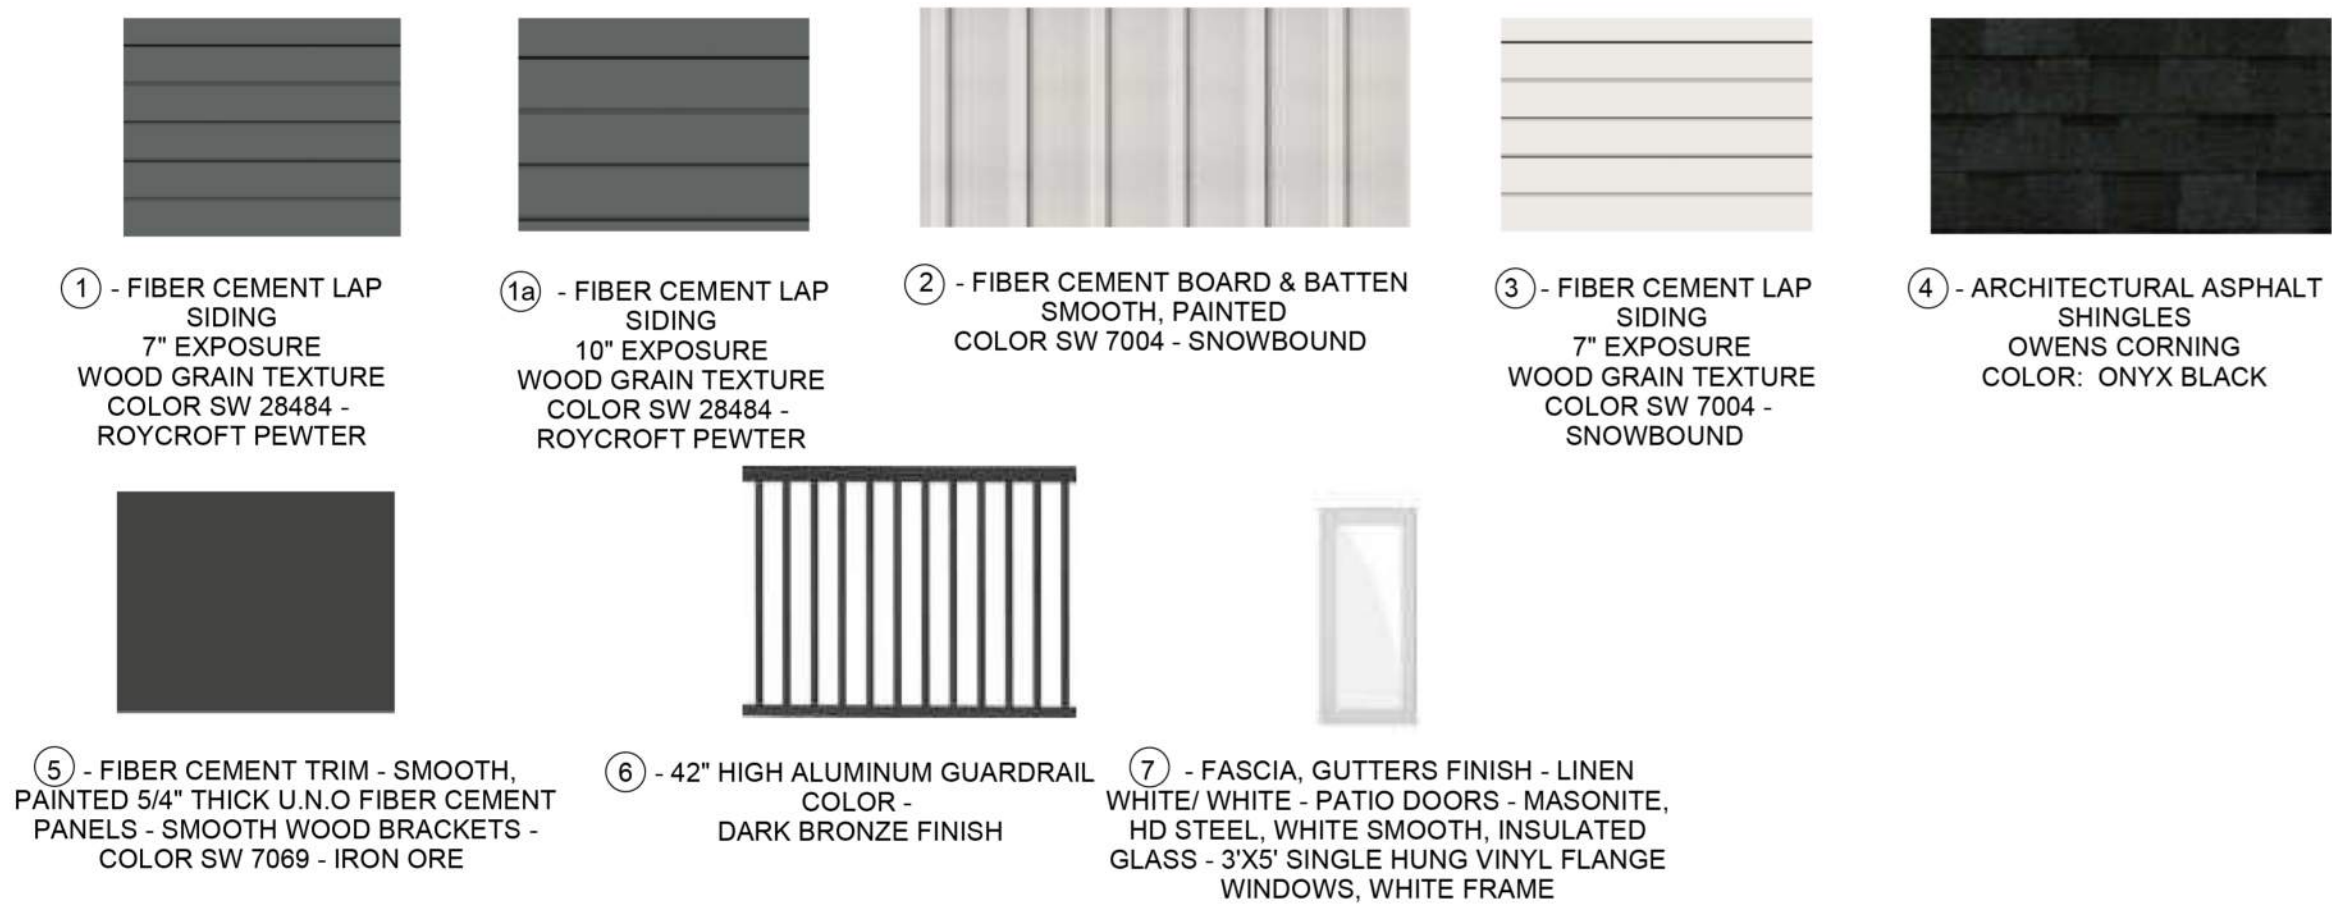 1 - FIBER CEMENT LAP
SIDING
7" EXPOSURE
WOOD GRAIN TEXTURE
COLOR SW 28484 -
ROYCROFT PEWTER
1a - FIBER CEMENT LAP
SIDING
10" EXPOSURE
WOOD GRAIN TEXTURE
COLOR SW 28484 -
ROYCROFT PEWTER
2 - FIBER CEMENT BOARD & BATTEN
SMOOTH, PAINTED
COLOR SW 7004 - SNOWBOUND
3 - FIBER CEMENT LAP
SIDING
7" EXPOSURE
WOOD GRAIN TEXTURE
COLOR SW 7004 -
SNOWBOUND
4 - ARCHITECTURAL ASPHALT
SHINGLES
OWENS CORNING
COLOR: ONYX BLACK
5 - FIBER CEMENT TRIM - SMOOTH,
PAINTED 5/4" THICK U.N.O FIBER CEMENT
PANELS - SMOOTH WOOD BRACKETS -
COLOR SW 7069 - IRON ORE
6 - 42" HIGH ALUMINUM GUARDRAIL
COLOR -
DARK BRONZE FINISH
7 - FASCIA, GUTTERS FINISH - LINEN
WHITE/ WHITE - PATIO DOORS - MASONITE,
HD STEEL, WHITE SMOOTH, INSULATED
GLASS - 3'X5' SINGLE HUNG VINYL FLANGE
WINDOWS, WHITE FRAME